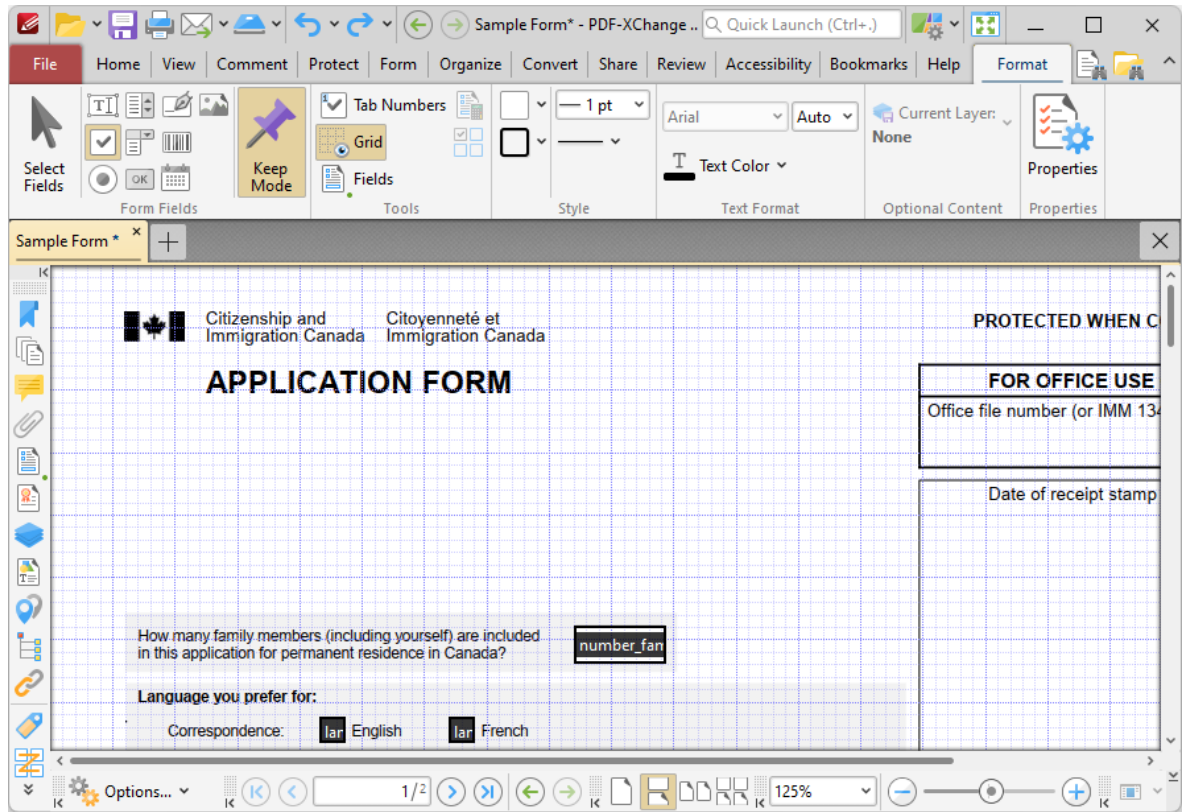 Sample Form* - PDF-XChange ..
Quick Launch (Ctrl+.)
File
Home
View
Comment
Protect
Form
Organize
Convert
Share
Review
Accessibility
Bookmarks
Help
Format
Select
Fields
OK
Form Fields
Keep
Mode
Tab Numbers
Grid
Fields
Tools
1 pt
Style
Arial
Auto
Text Color
Text Format
Current Layer:
None
Optional Content
Properties
Properties
Sample Form *
Citizenship and
Immigration Canada
Citoyenneté et
Immigration Canada
PROTECTED WHEN C
APPLICATION FORM
FOR OFFICE USE
Office file number (or IMM 134
Date of receipt stamp
How many family members (including yourself) are included
in this application for permanent residence in Canada?
number_fan
Language you prefer for:
Correspondence:
lar
English
lar
French
Options...
1/2
125%